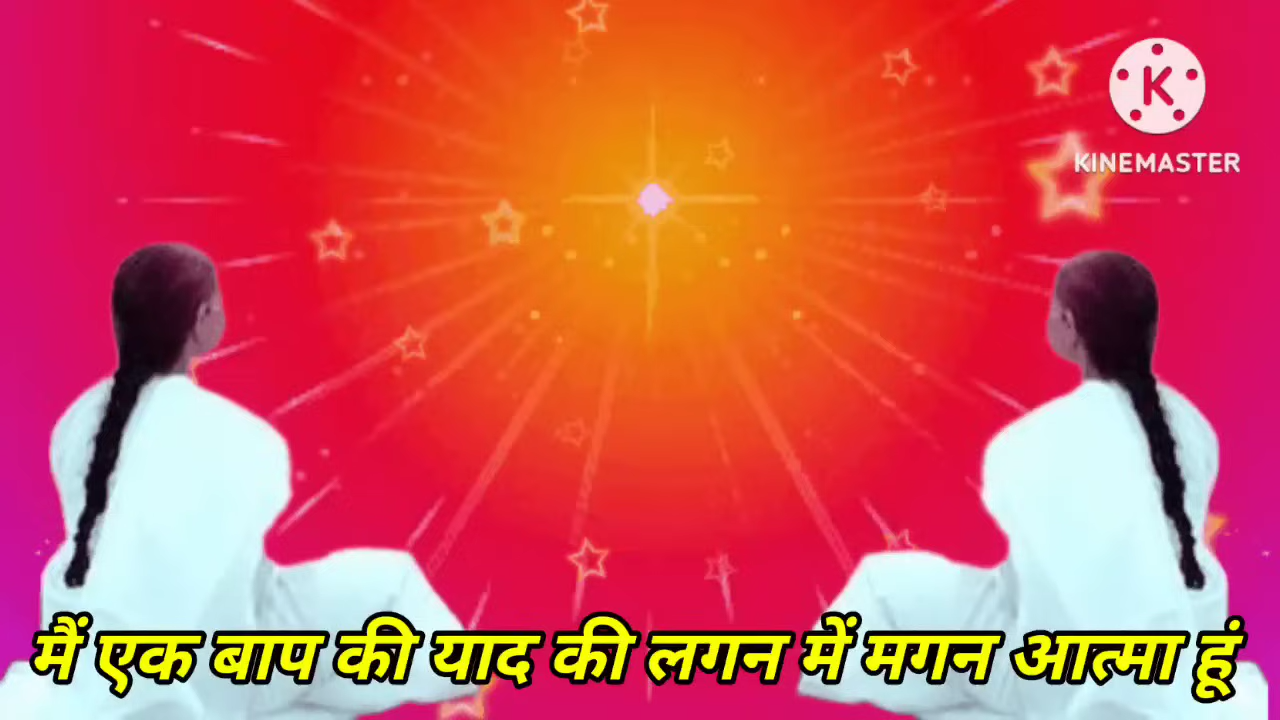 K
KINEMASTER
मैं एक बाप की याद की लगन में मगन आत्मा हूं